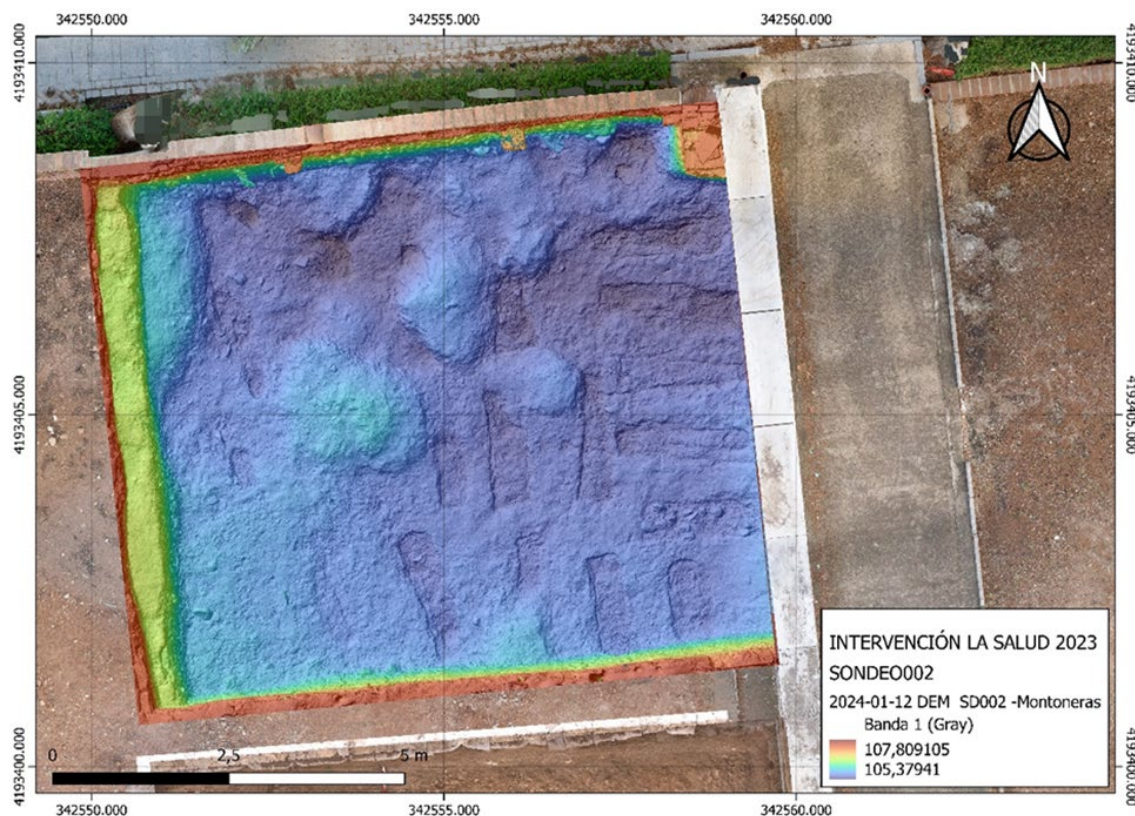 342550.000 342555.000 342560.000
4193410.000 4193410.000
N
4193405.000 4193405.000
INTERVENCIÓN LA SALUD 2023
SONDEO002
2024-01-12 DEM SD002 -Montoneras
Banda 1 (Gray)
107,809105
105,37941
0 2,5 5 m
4193400.000 4193400.000
342550.000 342555.000 342560.000